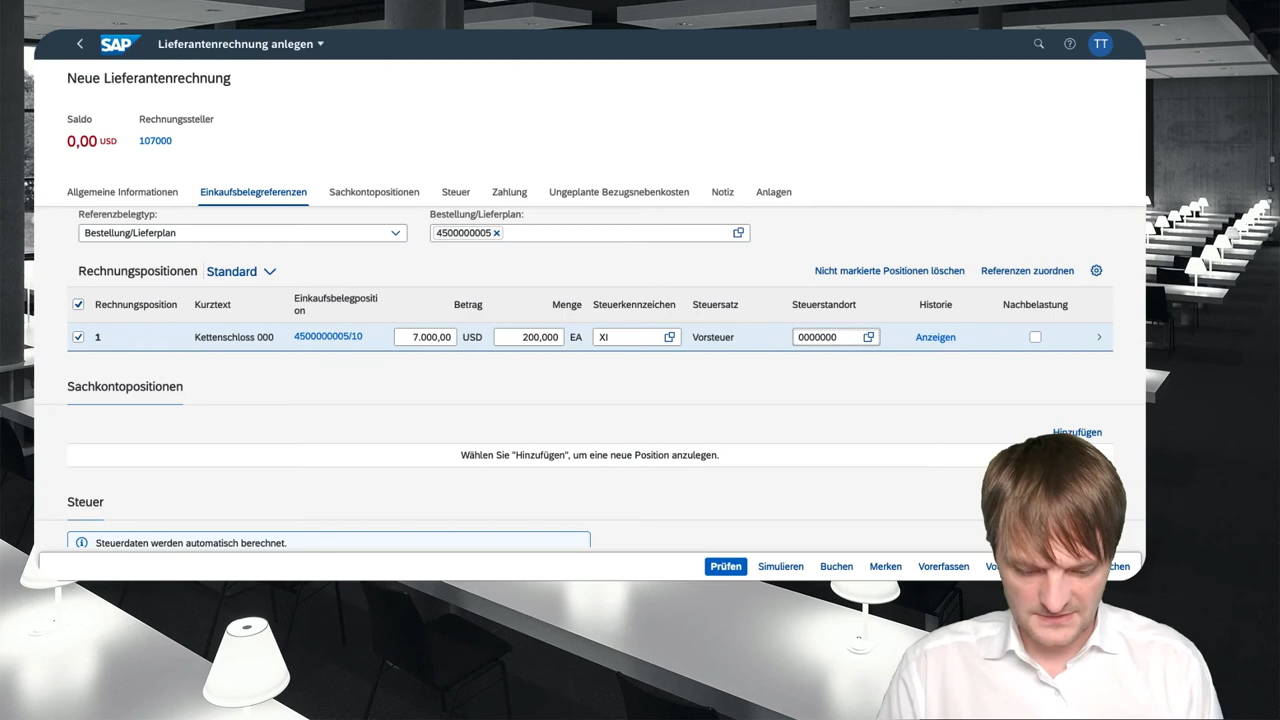 SAP Lieferantenrechnung anlegen TT
Neue Lieferantenrechnung
Saldo Rechnungssteller
0,00 USD 107000
Allgemeine Informationen Einkaufsbelegreferenzen Sachkontopositionen Steuer Zahlung Ungeplante Bezugsnebenkosten Notiz Anlagen
Referenzbelegtyp: Bestellung/Lieferplan:
Bestellung/Lieferplan 4500000005
Rechnungspositionen Standard Nicht markierte Positionen löschen Referenzen zuordnen
Rechnungsposition Kurztext Einkaufsbelegpositi Betrag Menge Steuerkennzeichen Steuersatz Steuerstandort Historie Nachbelastung
on
1 Kettenschloss 000 4500000005/10 7.000,00 USD 200,000 EA XI Vorsteuer 0000000 Anzeigen
Sachkontopositionen
Hinzufügen
Wählen Sie "Hinzufügen", um eine neue Position anzulegen.
Steuer
Steuerdaten werden automatisch berechnet.
Prüfen Simulieren Buchen Merken Vorerfassen